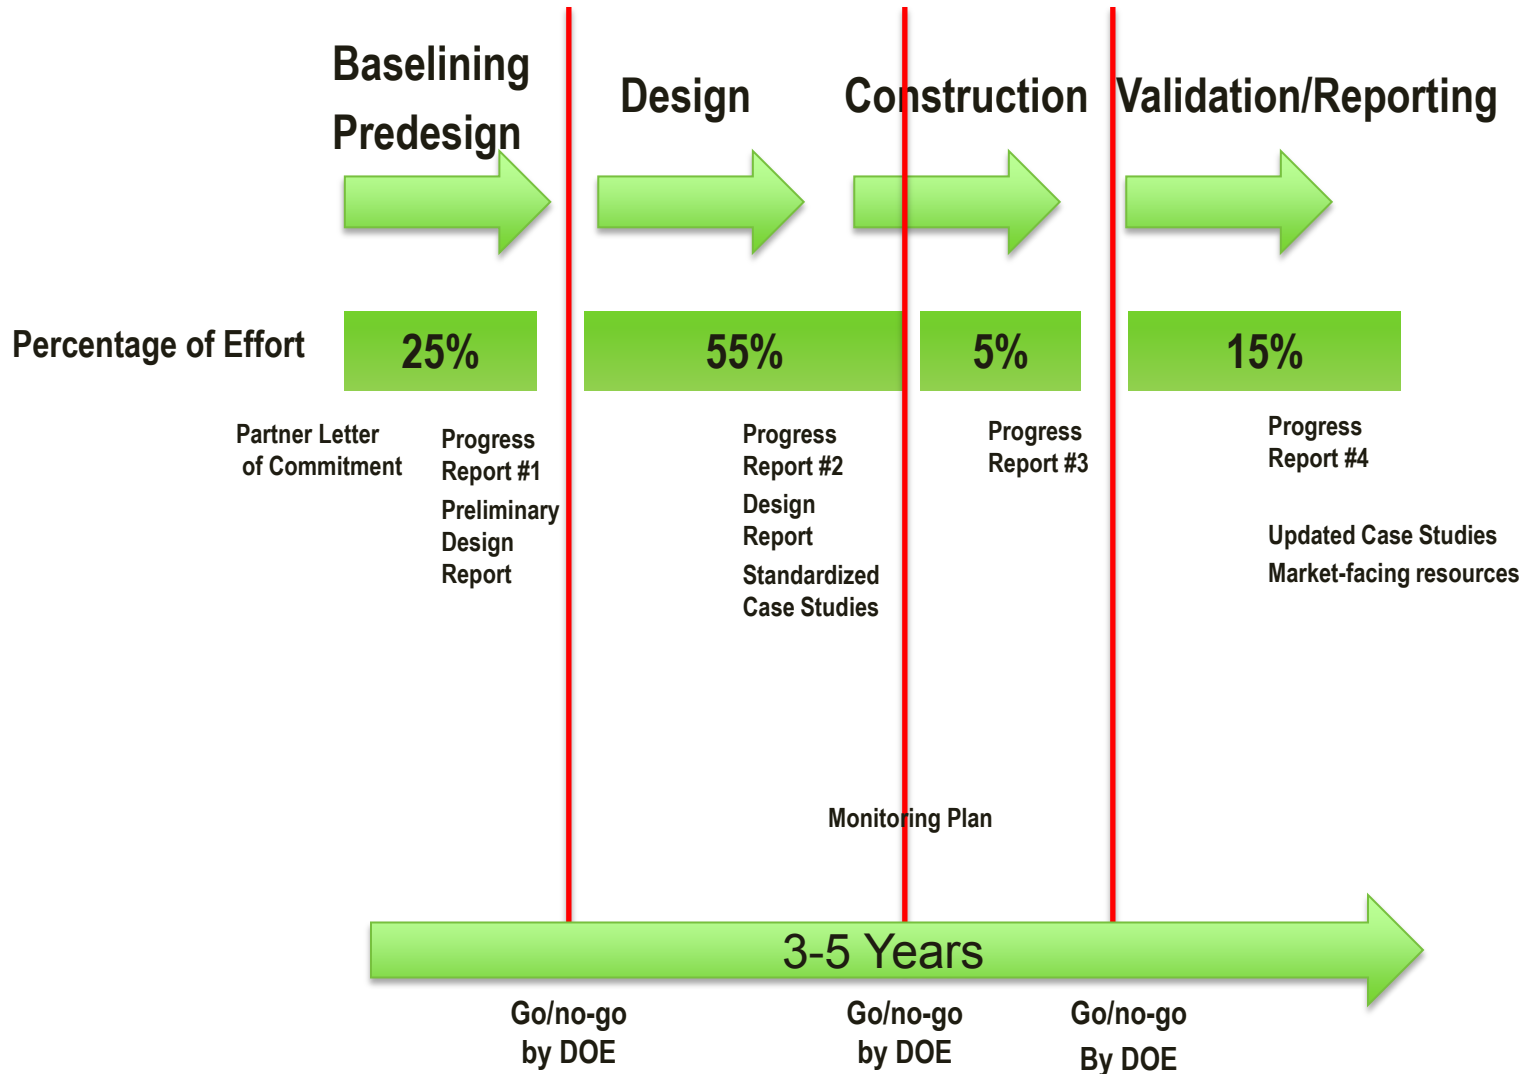 Baselining
Predesign
Design
Construction
Validation/Reporting
Percentage of Effort
25%
55%
5%
15%
Partner Letter
of Commitment
Progress
Report #1
Preliminary
Design
Report
Progress
Report #2
Design
Report
Standardized
Case Studies
Progress
Report #3
Progress
Report #4
Updated Case Studies
Market-facing resources
Monitoring Plan
3-5 Years
Go/no-go
by DOE
Go/no-go
by DOE
Go/no-go
By DOE